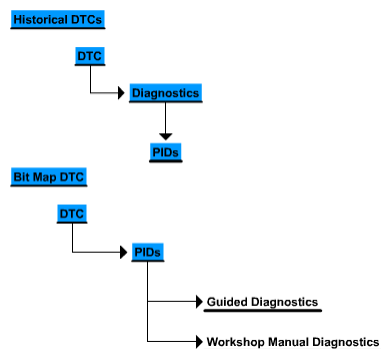 Historical DTCs
DTC
Diagnostics
PIDs
Bit Map DTC
DTC
PIDs
Guided Diagnostics
Workshop Manual Diagnostics